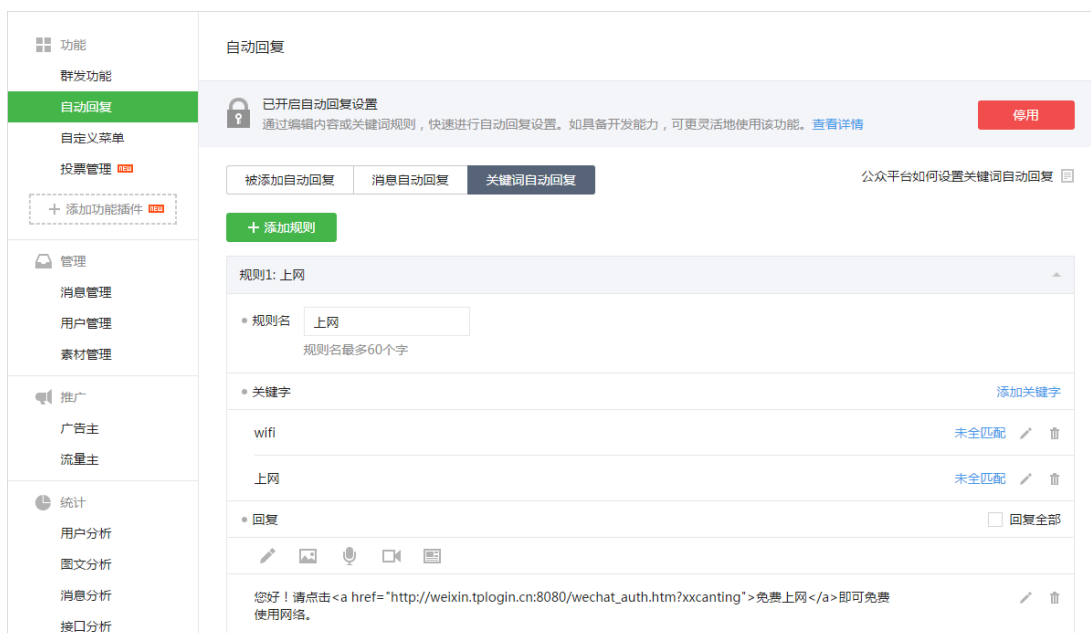 功能
群发功能
自动回复
自定义菜单
投票管理 NEW
+ 添加功能插件 NEW
管理
消息管理
用户管理
素材管理
推广
广告主
流量主
统计
用户分析
图文分析
消息分析
接口分析
自动回复
已开启自动回复设置
通过编辑内容或关键词规则，快速进行自动回复设置。如具备开发能力，可更灵活地使用该功能。查看详情
停用
被添加自动回复 消息自动回复 关键词自动回复
公众平台如何设置关键词自动回复
+ 添加规则
规则1: 上网
规则名 上网
规则名最多60个字
关键字 添加关键字
wifi 未全匹配
上网 未全匹配
回复 回复全部
您好！请点击<a href="http://weixin.tplogin.cn:8080/wechat_auth.htm?xxcanting">免费上网</a>即可免费
使用网络。